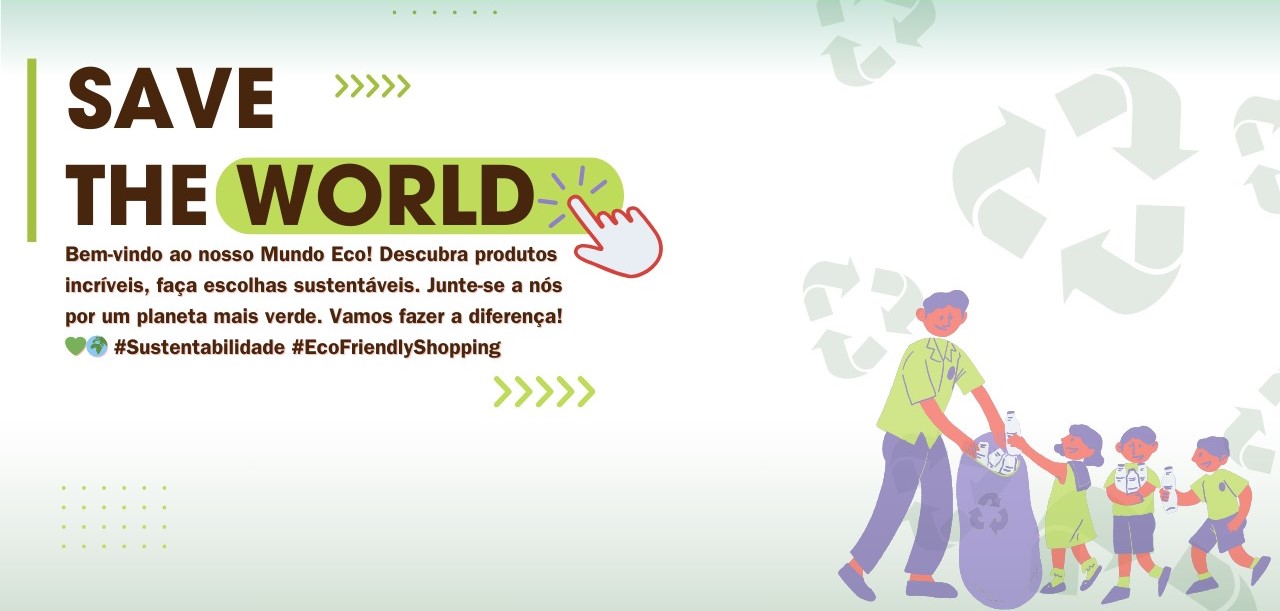 SAVE
THE WORLD
Bem-vindo ao nosso Mundo Eco! Descubra produtos
incríveis, faça escolhas sustentáveis. Junte-se a nós
por um planeta mais verde. Vamos fazer a diferença!
💚🌍 #Sustentabilidade #EcoFriendlyShopping